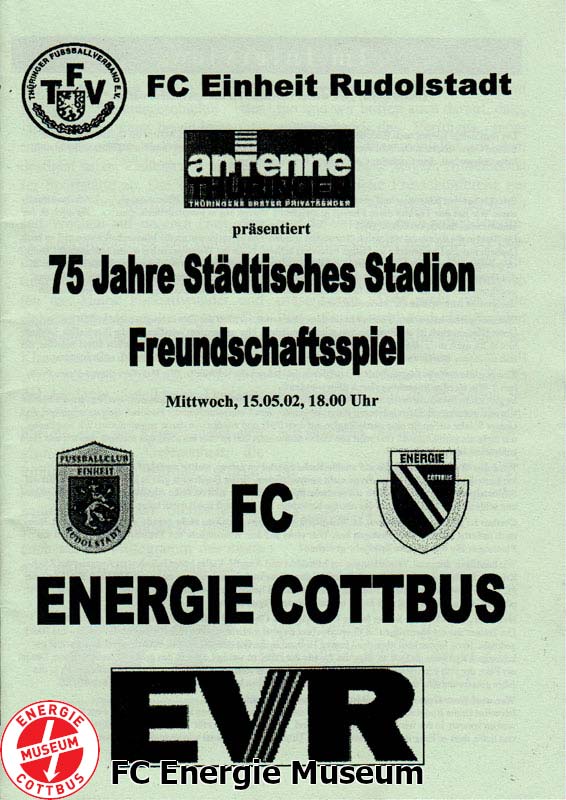 THÜRINGER FUSSBALLVERBAND E.V.
TFV
FC Einheit Rudolstadt
anTenne
THÜRINGEN
THÜRINGENS ERSTER PRIVATSENDER
präsentiert
75 Jahre Städtisches Stadion
Freundschaftsspiel
Mittwoch, 15.05.02, 18.00 Uhr
FUSSBALLCLUB
EINHEIT
RUDOLSTADT
FC
ENERGIE
COTTBUS
ENERGIE COTTBUS
EVR
ENERGIE
MUSEUM
COTTBUS
FC Energie Museum